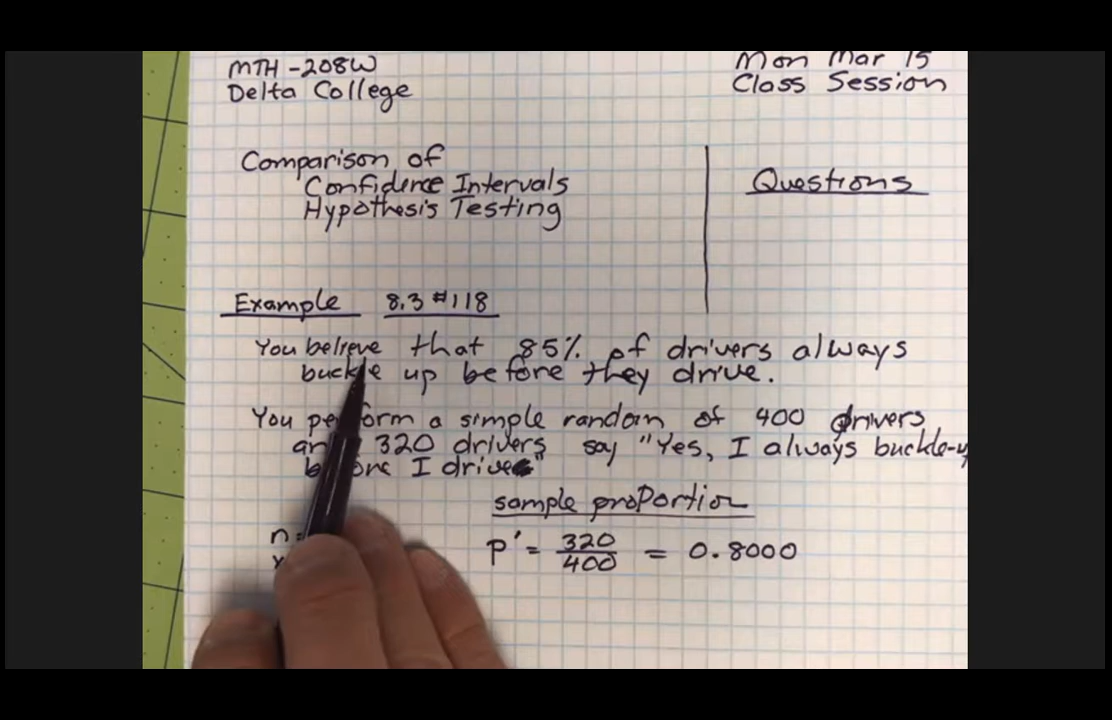 MTH-208W
Delta College
Mon Mar 15
Class Session
Comparison of
Confidence Intervals
Hypothesis Testing
Questions
Example 8.3 #118
You believe that 85% of drivers always
buckle up before they drive.
You perform a simple random of 400 drivers
320 drivers say "Yes, I always buckle-u
before I drive"
sample proportion
n=
p' = 320/400 = 0.8000